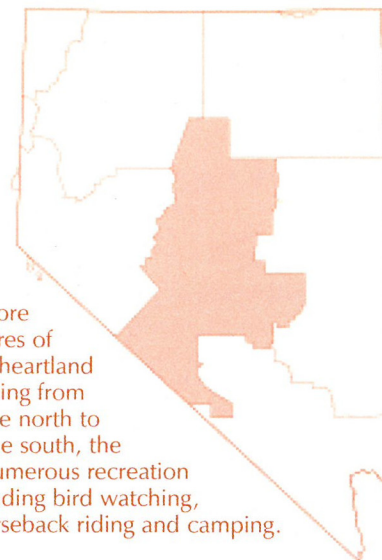 ore
res of
heartland
ing from
e north to
e south, the
umerous recreation
ding bird watching,
rseback riding and camping.